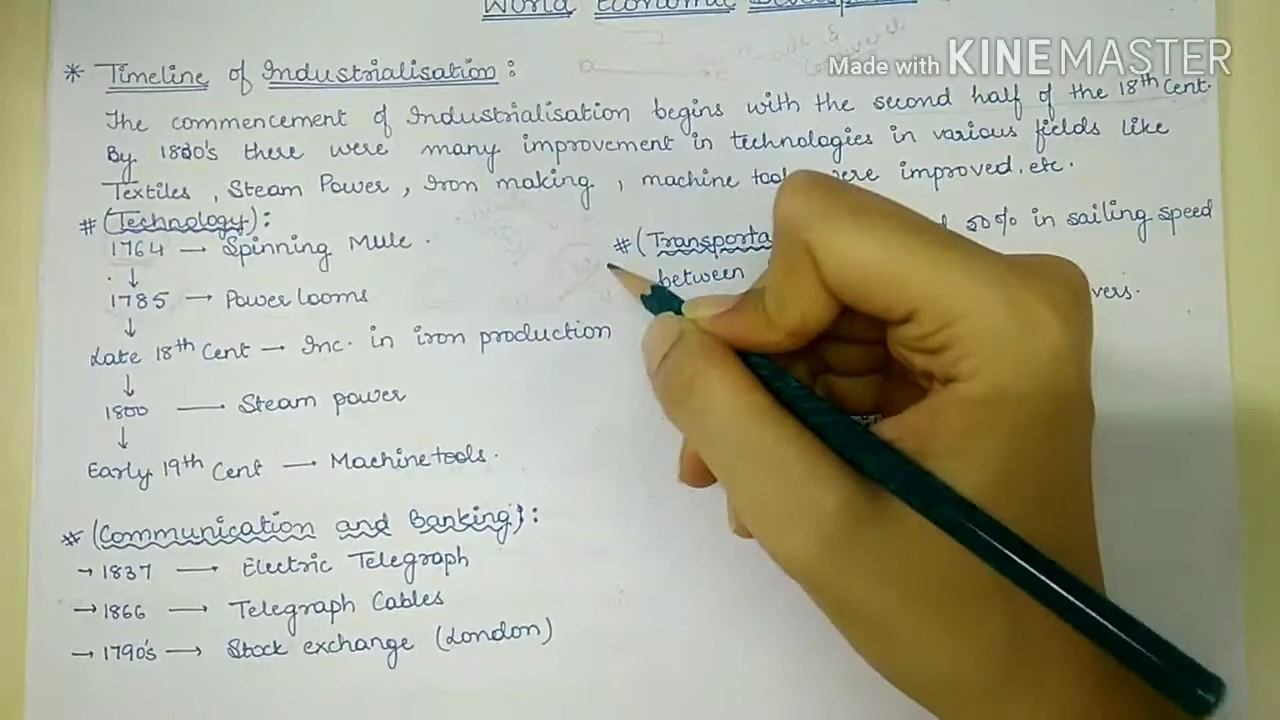 World Economic
Made with KINEMASTER
* Timeline of Industrialisation :
The commencement of Industrialisation begins with the second half of the 18th Cent.
By 1800's there were many improvement in technologies in various fields like
Textiles, Steam Power, Iron making, machine tools were improved. etc.
# (Technology) :
1764 → Spinning Mule.
↓
1785 → Power looms
↓
Late 18th Cent → Inc. in iron production
↓
1800 → Steam power
↓
Early 19th Cent → Machine tools.
# (Communication and Banking) :
→ 1837 → Electric Telegraph
→ 1866 → Telegraph Cables
→ 1790's → Stock exchange (London)
# (Transporta
50% in sailing speed
between
vers.